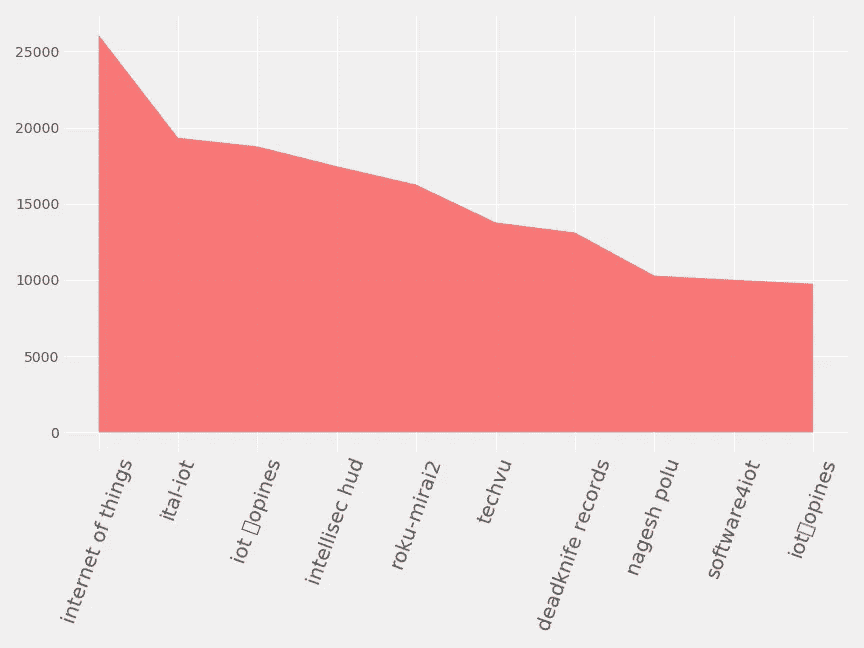 25000
20000
15000
10000
5000
0
internet of things
ital-iot
iot □opines
intellisec hud
roku-mirai2
techvu
deadknife records
nagesh polu
software4iot
iot□opines